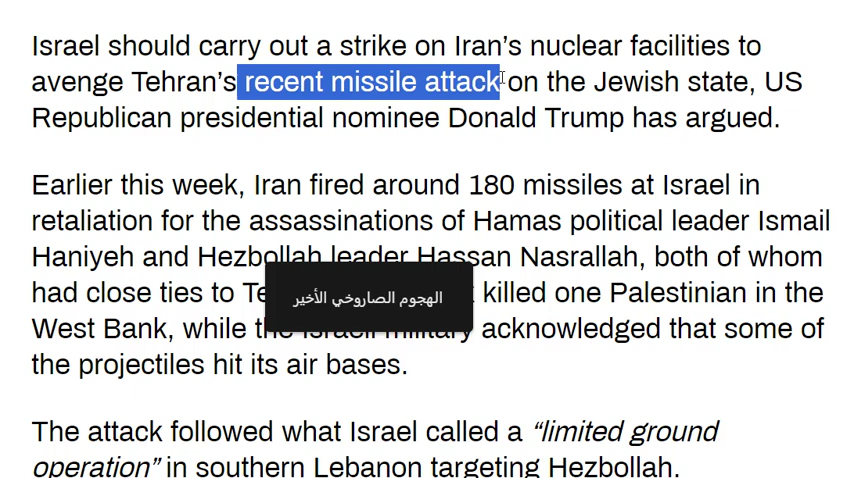 Israel should carry out a strike on Iran’s nuclear facilities to
avenge Tehran’s recent missile attack on the Jewish state, US
Republican presidential nominee Donald Trump has argued.
Earlier this week, Iran fired around 180 missiles at Israel in
retaliation for the assassinations of Hamas political leader Ismail
Haniyeh and Hezbollah leader Hassan Nasrallah, both of whom
had close ties to killed one Palestinian in the
الهجوم الصاروخي الأخير
West Bank, while the Israeli military acknowledged that some of
the projectiles hit its air bases.
The attack followed what Israel called a “limited ground
operation” in southern Lebanon targeting Hezbollah.